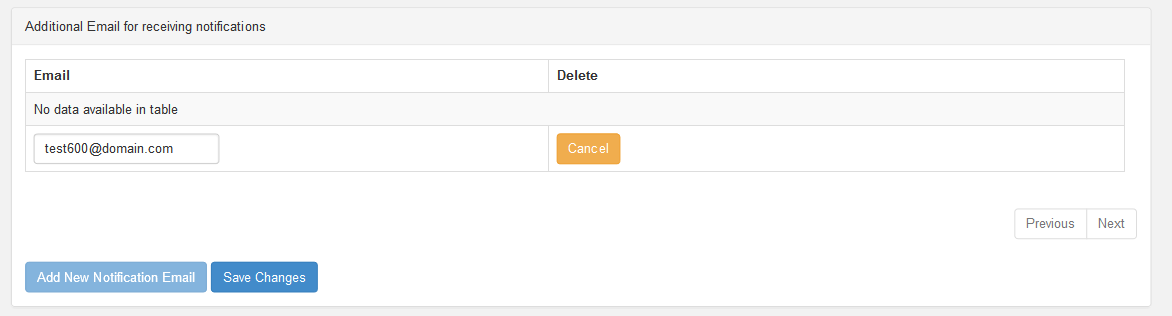 Additional Email for receiving notifications
Email Delete
No data available in table
test600@domain.com Cancel
Previous Next
Add New Notification Email Save Changes